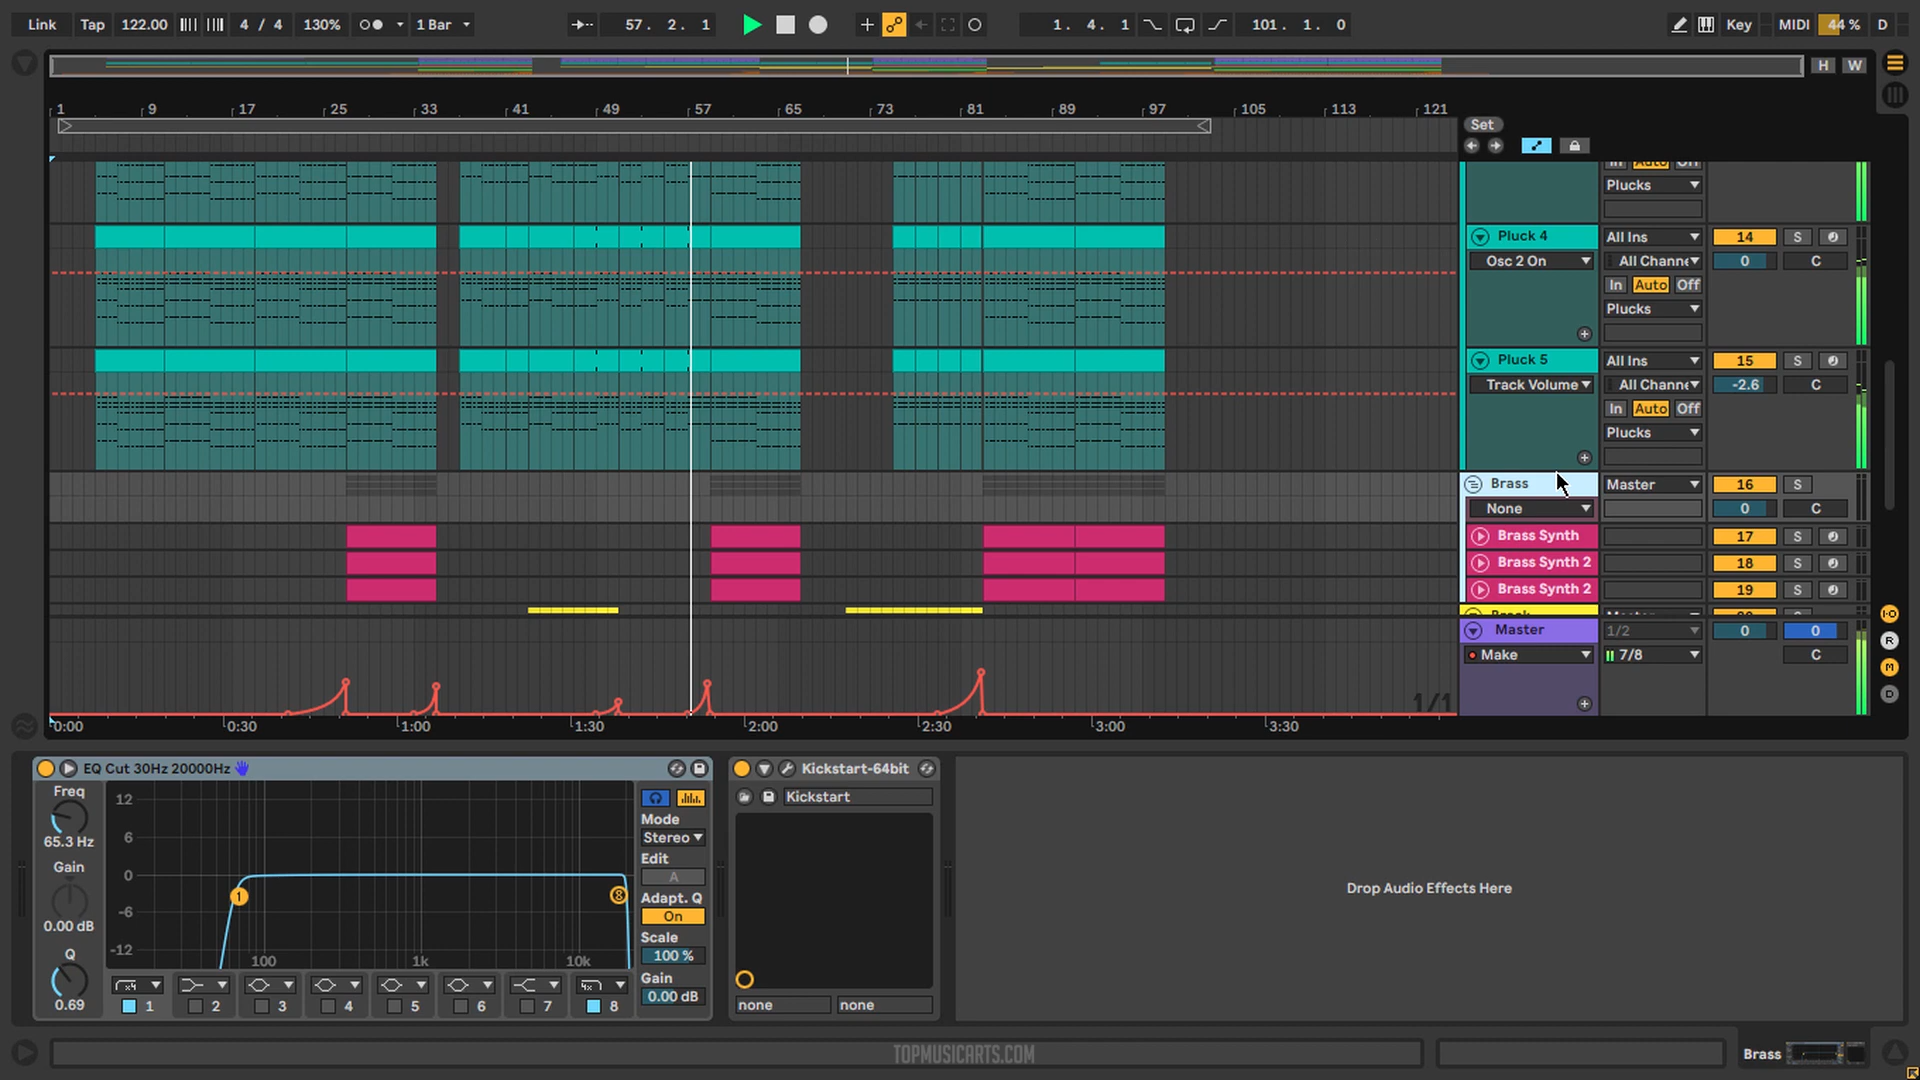 Link Tap 122.00 4 / 4 130% 1 Bar 57. 2. 1 1. 4. 1 101. 1. 0 Key MIDI 44 % D
H W
1 9 17 25 33 41 49 57 65 73 81 89 97 105 113 121
Set
In Auto Off
Plucks
Pluck 4 All Ins 14 S
Osc 2 On All Channe 0 C
In Auto Off
Plucks
Pluck 5 All Ins 15 S
Track Volume All Channe -2.6 C
In Auto Off
Plucks
Brass Master 16 S
None 0 C
Brass Synth 17 S
Brass Synth 2 18 S
Brass Synth 2 19 S
Master 1/2 0 0
Make 7/8 C
1/1
0:00 0:30 1:00 1:30 2:00 2:30 3:00 3:30
EQ Cut 30Hz 20000Hz Kickstart-64bit
Freq 12 Kickstart
65.3 Hz 6 Mode
Stereo
Gain 0 Edit
A
Drop Audio Effects Here
0.00 dB -6 Adapt. Q
On
Q -12 100 1k 10k Scale
100 %
0.69 Gain
0.00 dB
1 8
1 2 3 4 5 6 7 8 none none
TOPMUSICARTS.COM Brass
I·O
R
M
D